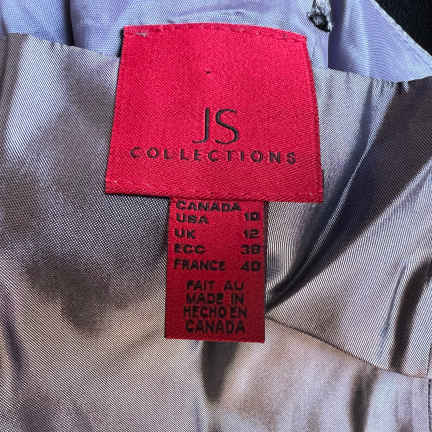 JS
COLLECTIONS
CANADA
USA 10
UK 12
ECC 38
FRANCE 40
FAIT AU
MADE IN
HECHO EN
CANADA